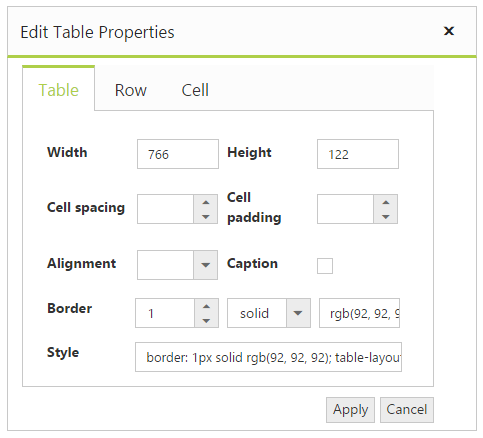 Edit Table Properties ×
Table Row Cell
Width 766 Height 122
Cell spacing Cell
padding
Alignment Caption
Border 1 solid rgb(92, 92, 9
Style border: 1px solid rgb(92, 92, 92); table-layou
Apply Cancel